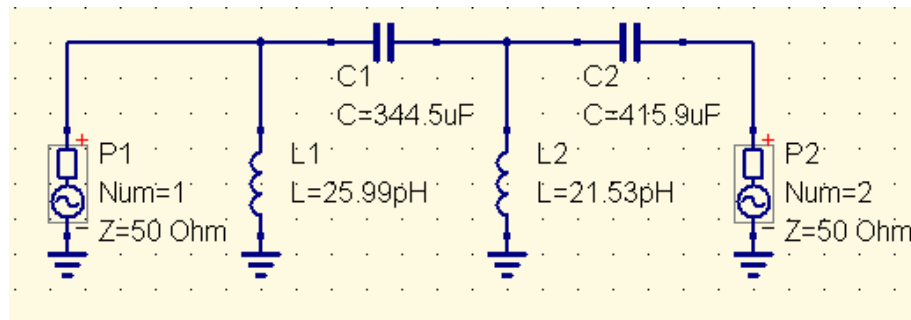 C1
C=344.5uF
C2
C=415.9uF
P1
Num=1
Z=50 Ohm
L1
L=25.99pH
L2
L=21.53pH
P2
Num=2
Z=50 Ohm